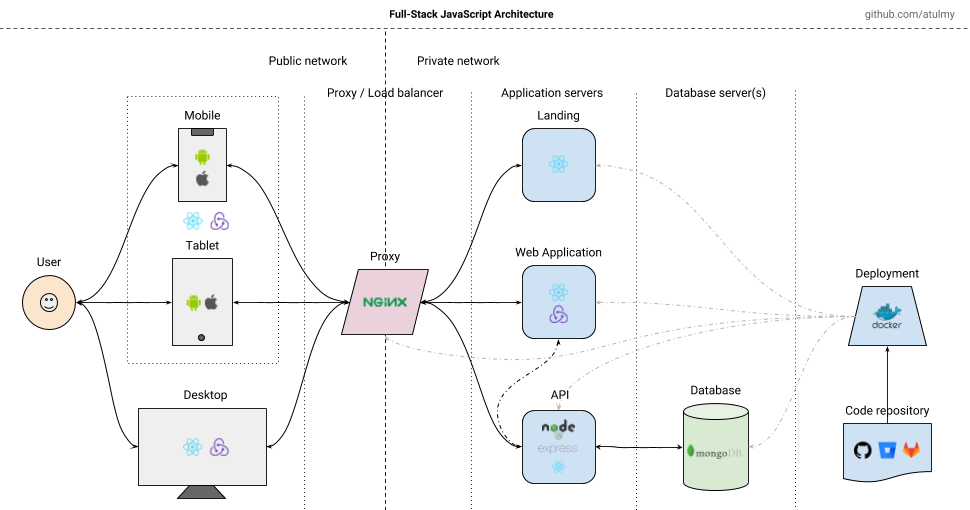 Full-Stack JavaScript Architecture
github.com/atulmy
Public network
Private network
Proxy / Load balancer
Application servers
Database server(s)
Mobile
Landing
Tablet
Web Application
User
Proxy
NGINX
Deployment
docker
Desktop
API
node
express
Database
mongoDB
Code repository